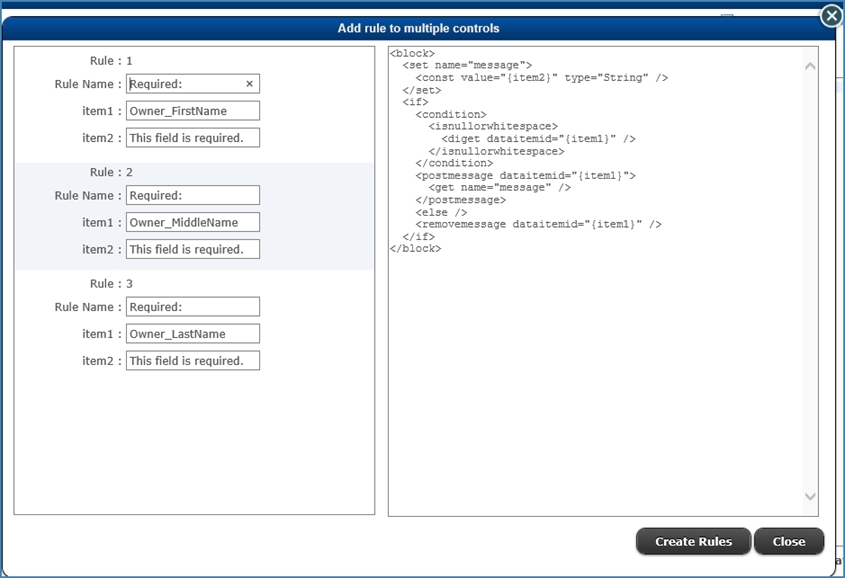 Add rule to multiple controls
Rule : 1
Rule Name : Required:
item1 : Owner_FirstName
item2 : This field is required.
Rule : 2
Rule Name : Required:
item1 : Owner_MiddleName
item2 : This field is required.
Rule : 3
Rule Name : Required:
item1 : Owner_LastName
item2 : This field is required.
<block>
  <set name="message">
    <const value="{item2}" type="String" />
  </set>
  <if>
    <condition>
      <isnullorwhitespace>
        <diget dataitemid="{item1}" />
      </isnullorwhitespace>
    </condition>
    <postmessage dataitemid="{item1}">
      <get name="message" />
    </postmessage>
    <else />
    <removemessage dataitemid="{item1}" />
  </if>
</block>
Create Rules
Close